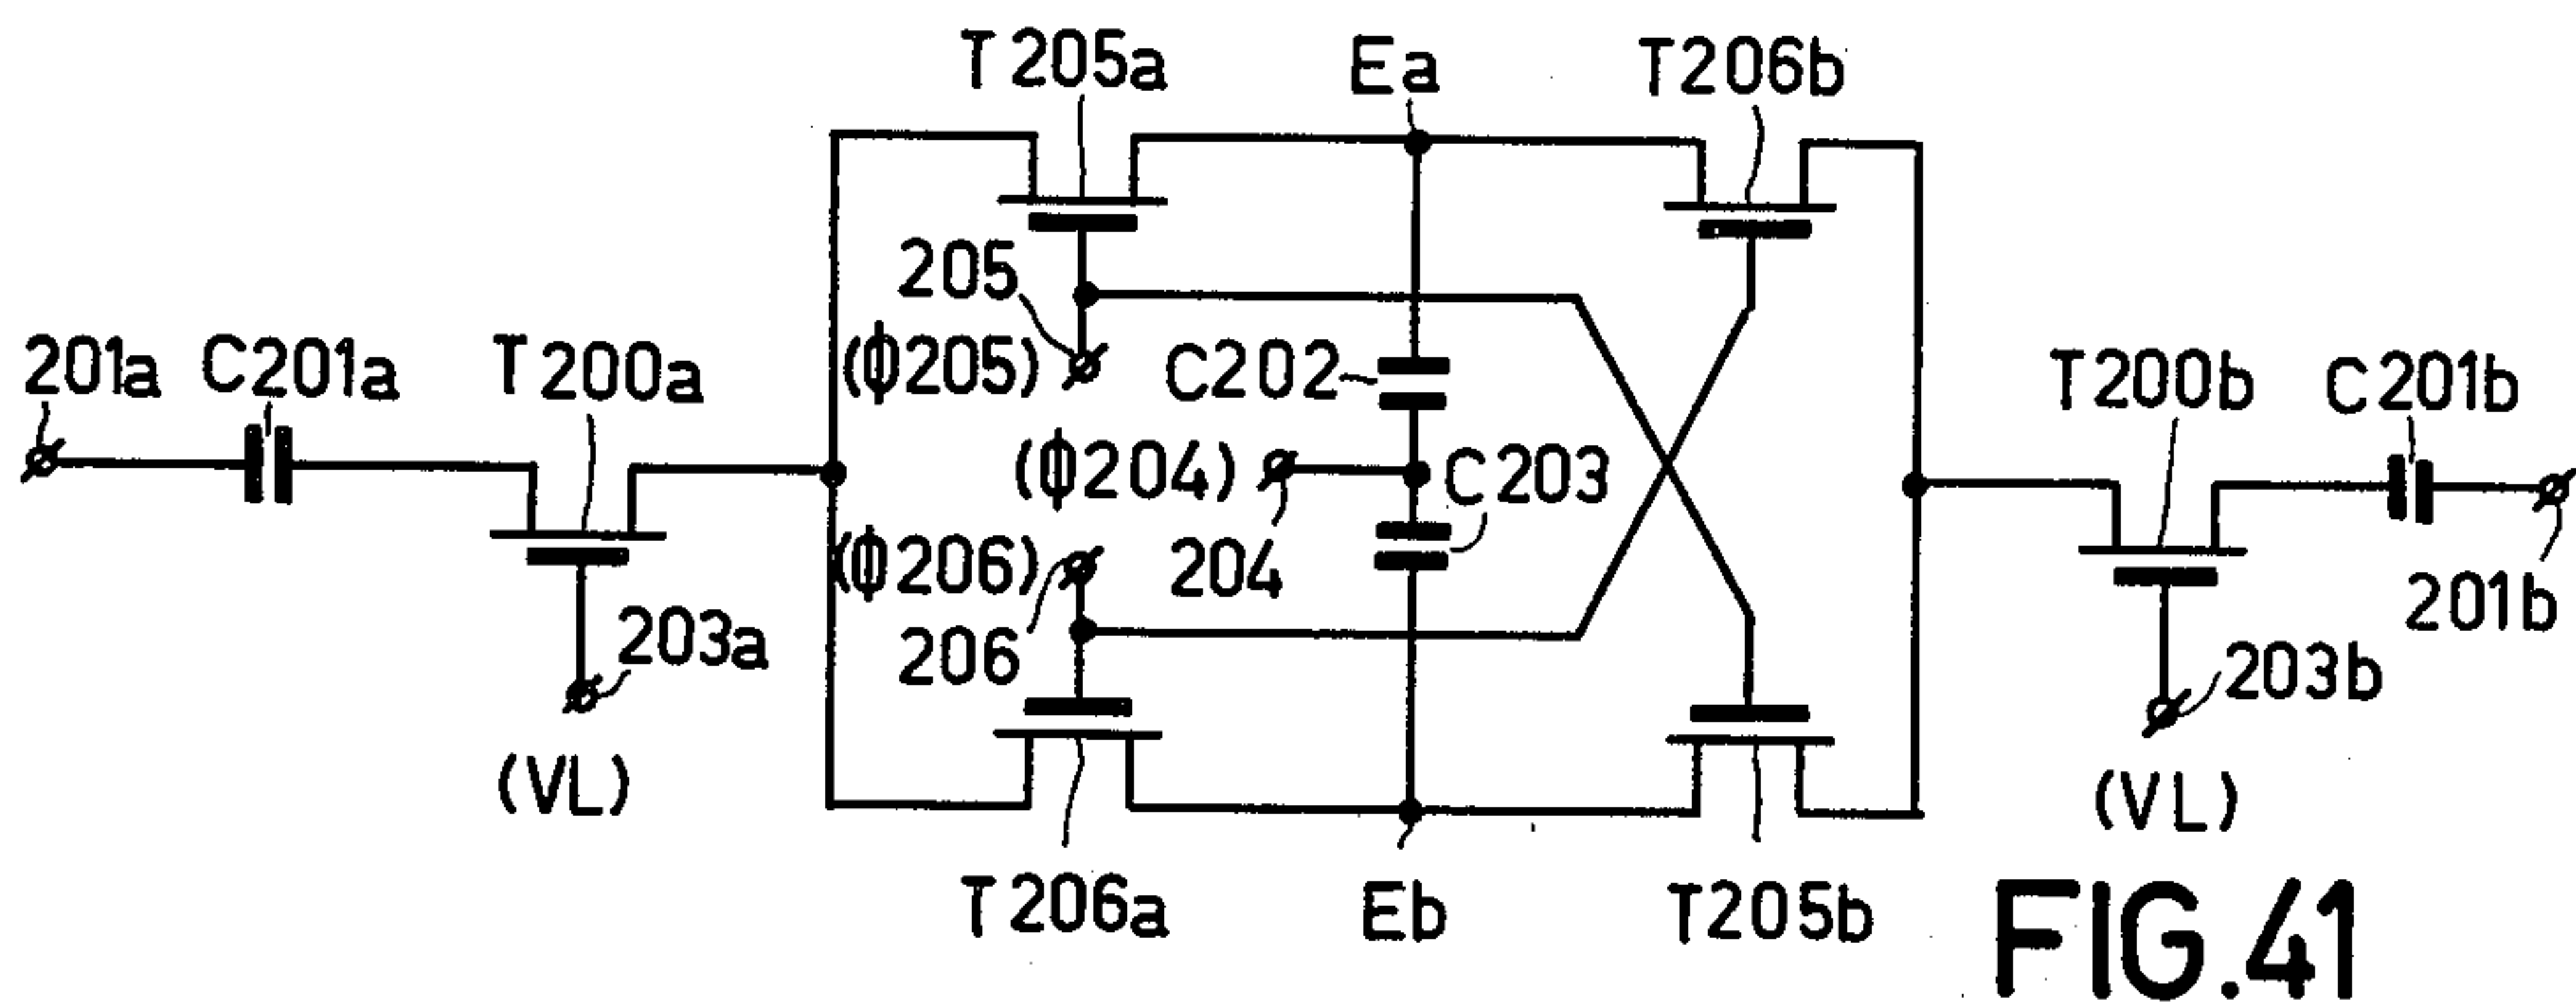 T205a
Ea
T206b
205
(ϕ205)
201a
C201a
T200a
C202
T200b
C201b
(ϕ204)
C203
(ϕ206)
204
206
203a
201b
203b
(VL)
(VL)
T206a
Eb
T205b
FIG.41